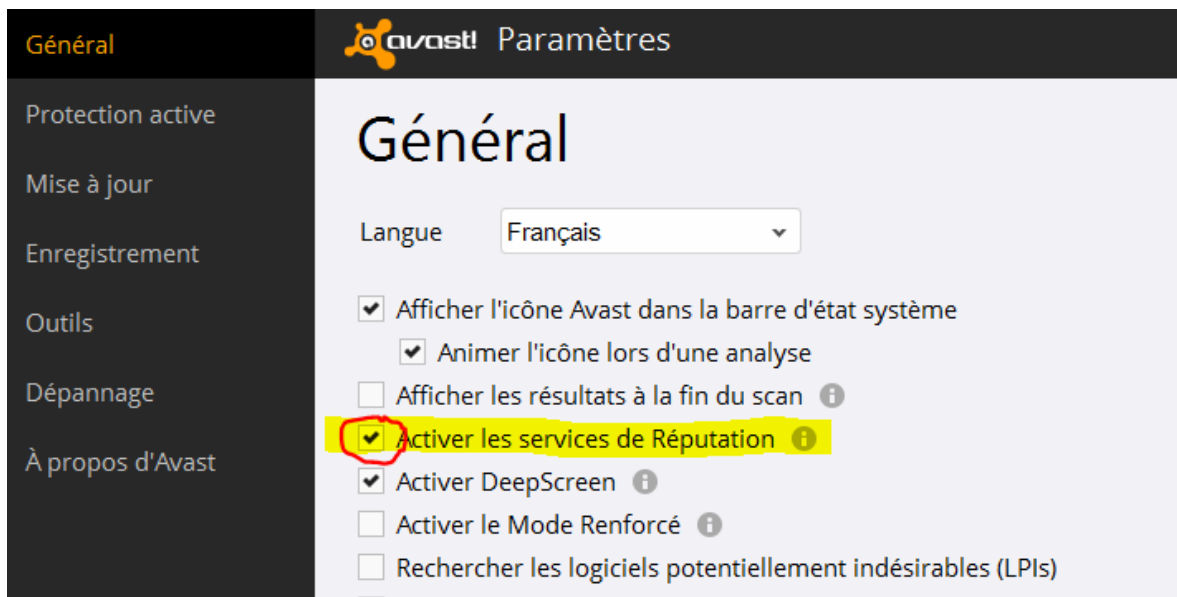 Général
avast! Paramètres
Protection active
Mise à jour
Enregistrement
Outils
Dépannage
À propos d'Avast
Général
Langue Français
Afficher l'icône Avast dans la barre d'état système
Animer l'icône lors d'une analyse
Afficher les résultats à la fin du scan
Activer les services de Réputation
Activer DeepScreen
Activer le Mode Renforcé
Rechercher les logiciels potentiellement indésirables (LPIs)